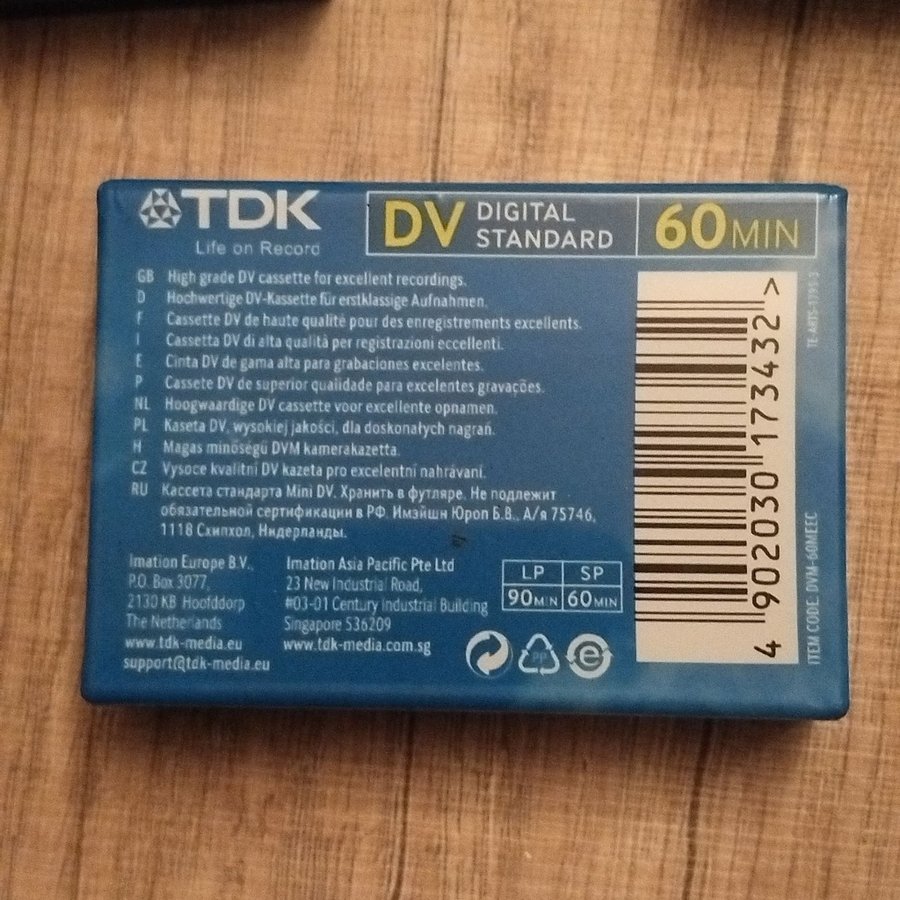 TDK
Life on Record
DV DIGITAL STANDARD 60 MIN
GB High grade DV cassette for excellent recordings.
D Hochwertige DV-Kassette für erstklassige Aufnahmen.
F Cassette DV de haute qualité pour des enregistrements excellents.
I Cassetta DV di alta qualità per registrazioni eccellenti.
E Cinta DV de gama alta para grabaciones excelentes.
P Cassete DV de superior qualidade para excelentes gravações.
NL Hoogwaardige DV cassette voor excellente opnamen.
PL Kaseta DV, wysokiej jakości, dla doskonałych nagrań.
H Magas minőségű DVM kamerakazetta.
CZ Vysoce kvalitní DV kazeta pro excelentní nahrávání.
RU Кассета стандарта Mini DV. Хранить в футляре. Не подлежит
обязательной сертификации в РФ. Имэйшн Юроп Б.В., А/я 75746,
1118 Схипхол, Нидерланды.
Imation Europe B.V.,
P.O. Box 3077,
2130 KB Hoofddorp
The Netherlands
www.tdk-media.eu
support@tdk-media.eu
Imation Asia Pacific Pte Ltd
23 New Industrial Road,
#03-01 Century Industrial Building
Singapore 536209
www.tdk-media.com.sg
LP SP
90MIN 60MIN
PP
e
4 902030 173432 >
ITEM CODE: DVM-60MEEC